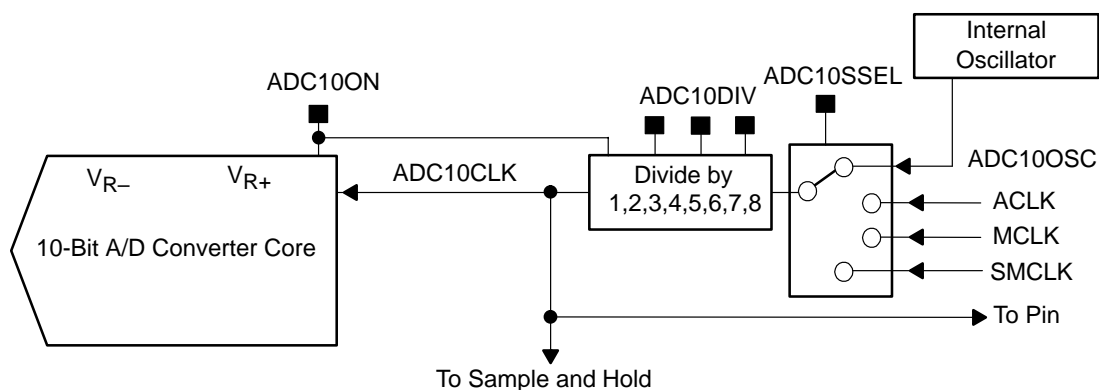 Internal
Oscillator
ADC10SSEL
ADC10ON
ADC10DIV
ADC10OSC
VR– VR+
ADC10CLK
Divide by
1,2,3,4,5,6,7,8
ACLK
MCLK
SMCLK
10-Bit A/D Converter Core
To Pin
To Sample and Hold